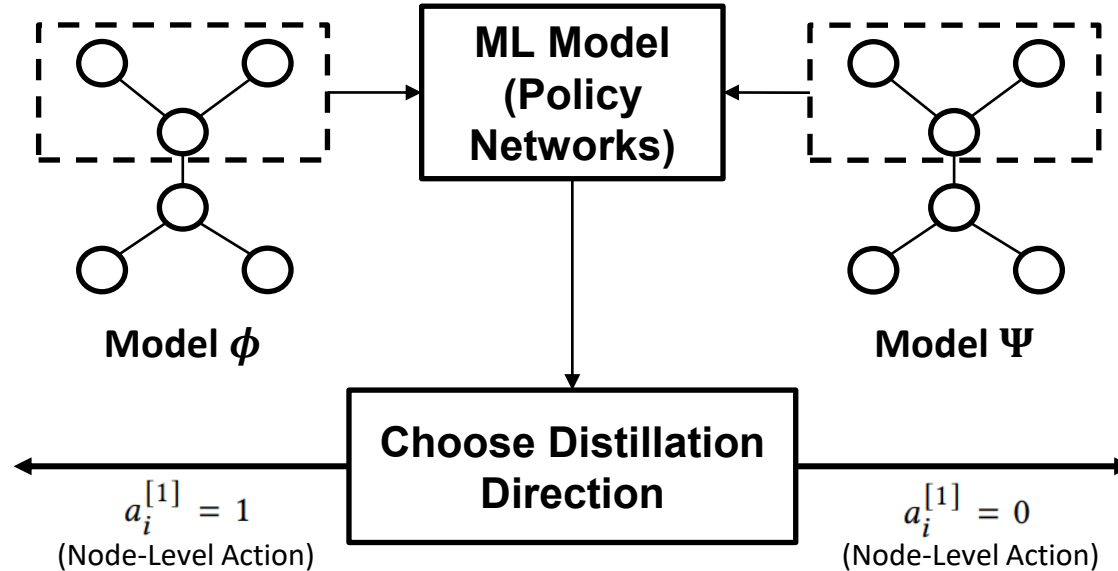 ML Model
(Policy
Networks)
Model ϕ
Model Ψ
Choose Distillation
Direction
a_i^{[1]} = 1
(Node-Level Action)
a_i^{[1]} = 0
(Node-Level Action)